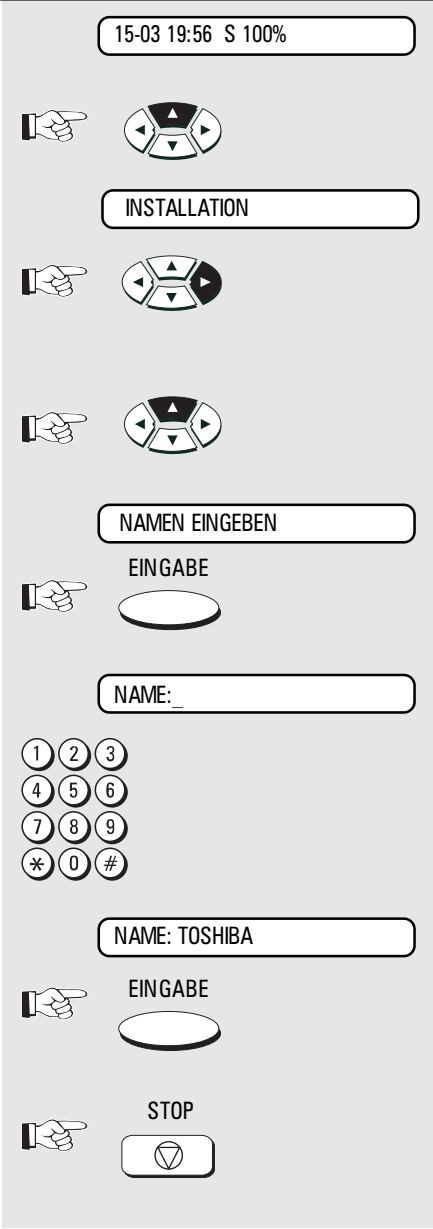 15-03 19:56 S 100%
INSTALLATION
NAMEN EINGEBEN
EINGABE
NAME:_
1 2 3
4 5 6
7 8 9
* 0 #
NAME: TOSHIBA
EINGABE
STOP